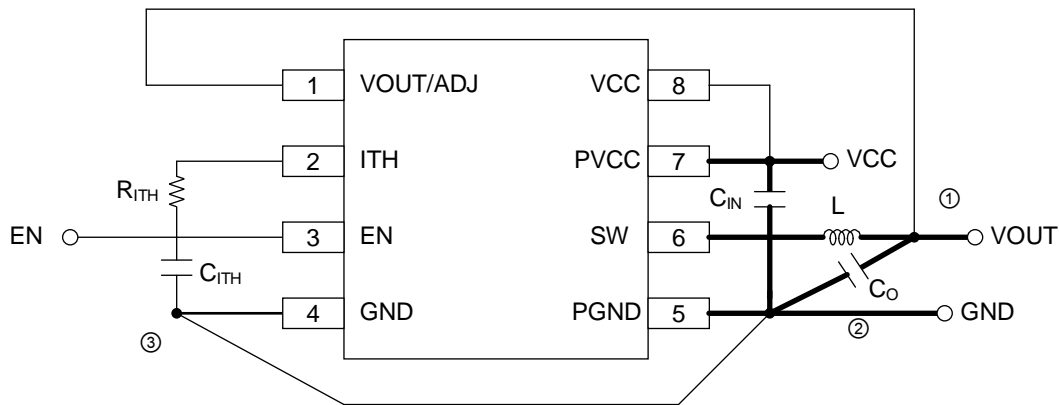 1 VOUT/ADJ VCC 8
2 ITH PVCC 7 VCC
RITH CIN L ①
EN 3 EN SW 6 VOUT
CITH CO
4 GND PGND 5 GND
③ ②